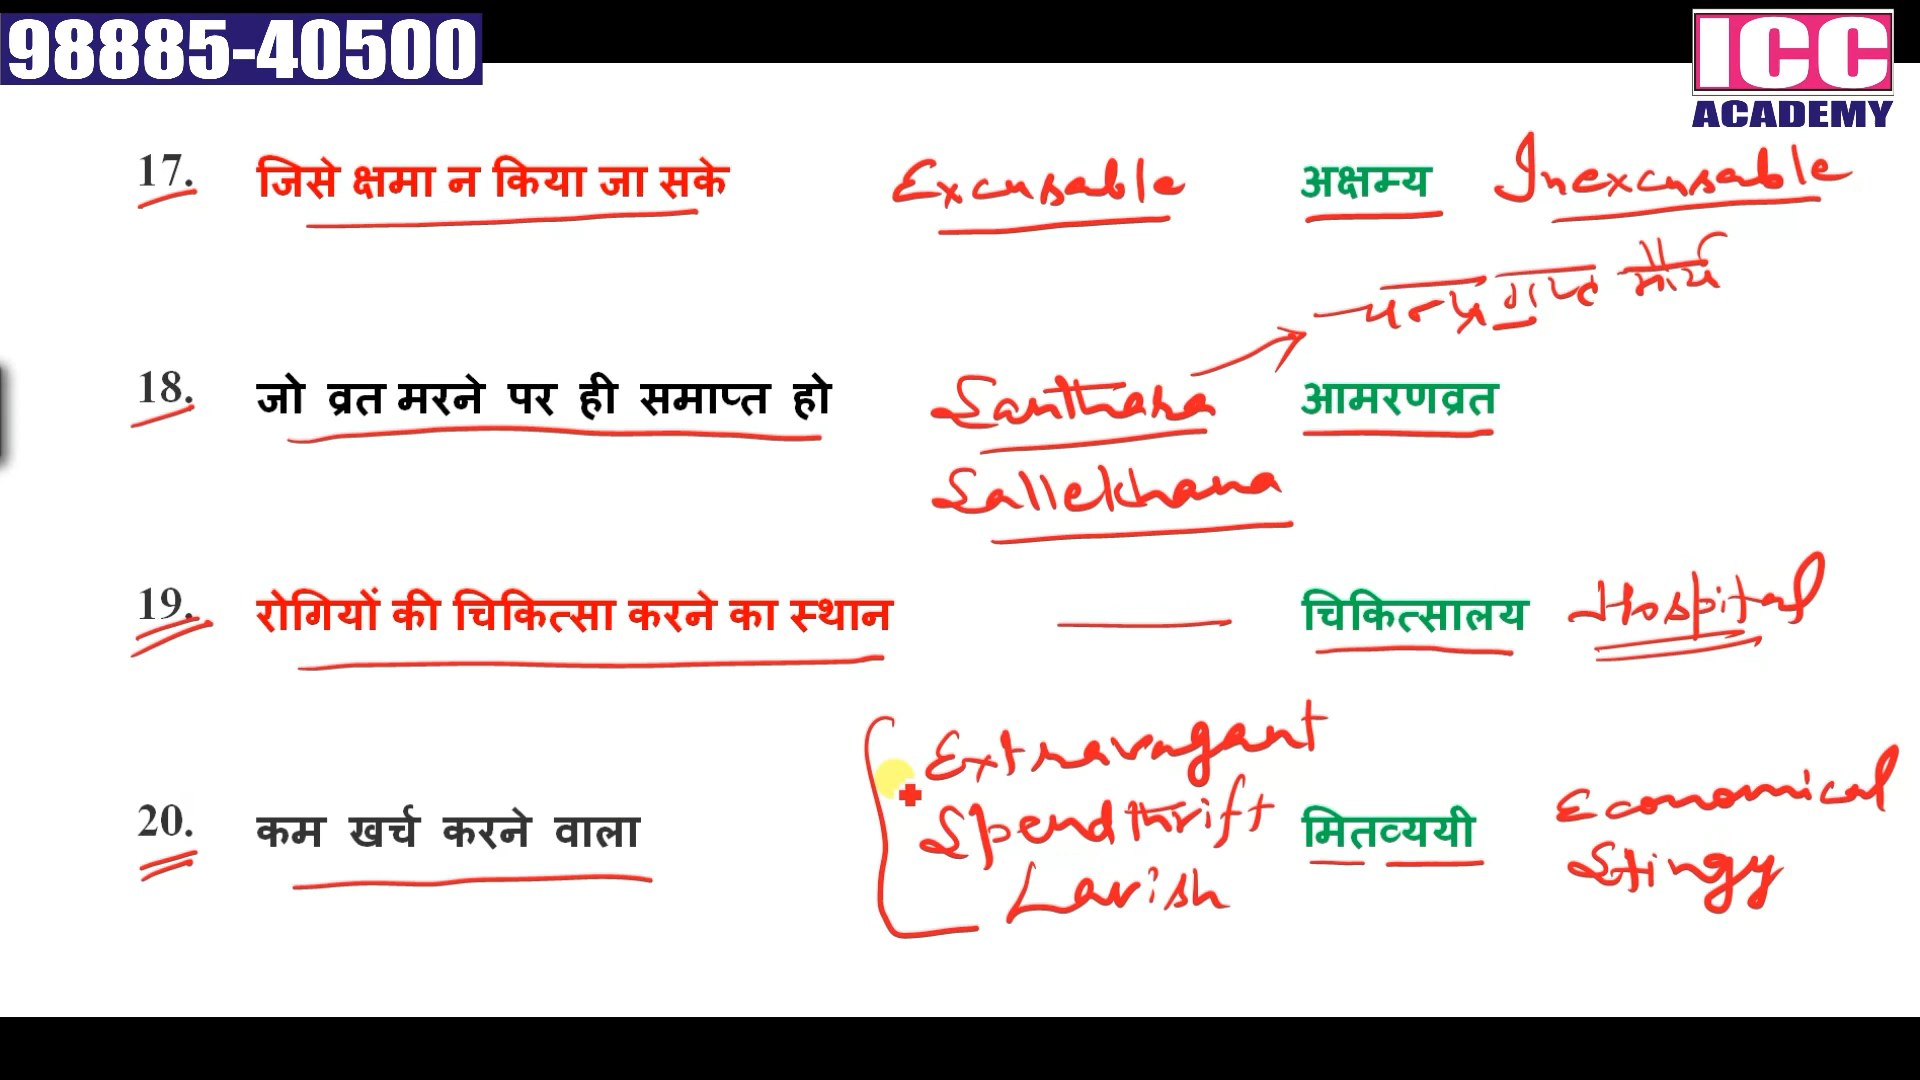 98885-40500
ICC
ACADEMY
17. जिसे क्षमा न किया जा सके Excusable अक्षम्य Inexcusable
चन्द्रगुप्त मौर्य
18. जो व्रत मरने पर ही समाप्त हो Santhara आमरणव्रत
Sallekhana
19. रोगियों की चिकित्सा करने का स्थान चिकित्सालय Hospital
Extravagant
20. कम खर्च करने वाला Spendthrift मितव्ययी Economical
Lavish Stingy